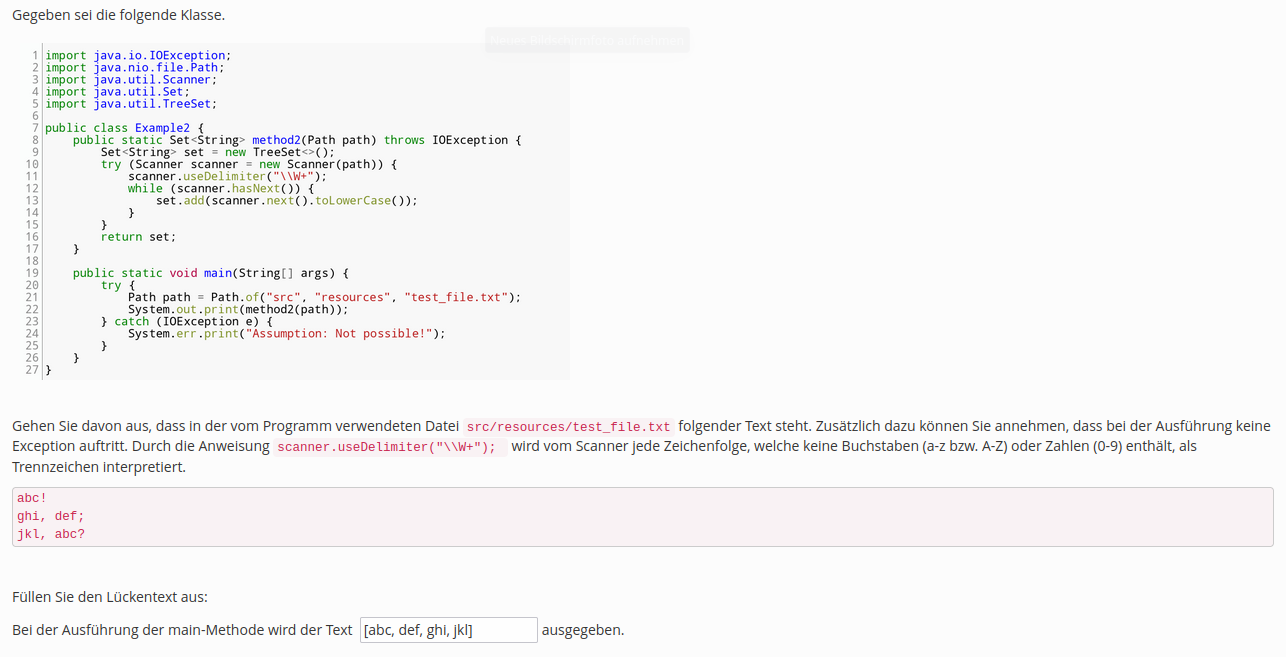 Gegeben sei die folgende Klasse.
1 import java.io.IOException;
2 import java.nio.file.Path;
3 import java.util.Scanner;
4 import java.util.Set;
5 import java.util.TreeSet;
6
7 public class Example2 {
8     public static Set<String> method2(Path path) throws IOException {
9         Set<String> set = new TreeSet<>();
10         try (Scanner scanner = new Scanner(path)) {
11             scanner.useDelimiter("\\W+");
12             while (scanner.hasNext()) {
13                 set.add(scanner.next().toLowerCase());
14             }
15         }
16         return set;
17     }
18
19     public static void main(String[] args) {
20         try {
21             Path path = Path.of("src", "resources", "test_file.txt");
22             System.out.print(method2(path));
23         } catch (IOException e) {
24             System.err.print("Assumption: Not possible!");
25         }
26     }
27 }
Gehen Sie davon aus, dass in der vom Programm verwendeten Datei src/resources/test_file.txt folgender Text steht. Zusätzlich dazu können Sie annehmen, dass bei der Ausführung keine
Exception auftritt. Durch die Anweisung scanner.useDelimiter("\\W+"); wird vom Scanner jede Zeichenfolge, welche keine Buchstaben (a-z bzw. A-Z) oder Zahlen (0-9) enthält, als
Trennzeichen interpretiert.
abc!
ghi, def;
jkl, abc?
Füllen Sie den Lückentext aus:
Bei der Ausführung der main-Methode wird der Text [abc, def, ghi, jkl] ausgegeben.